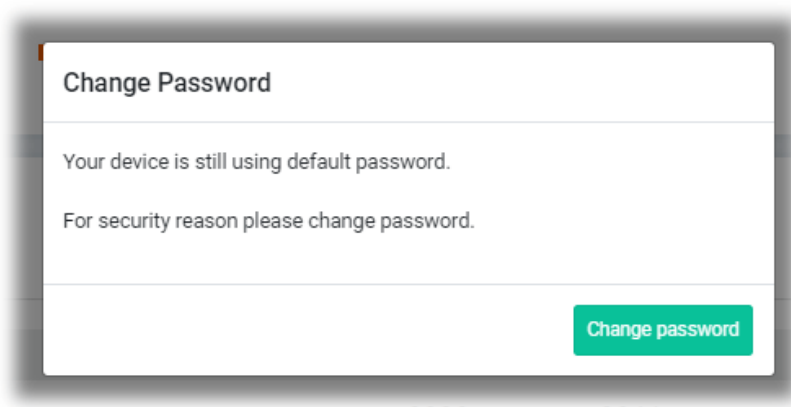 Change Password
Your device is still using default password.
For security reason please change password.
Change password